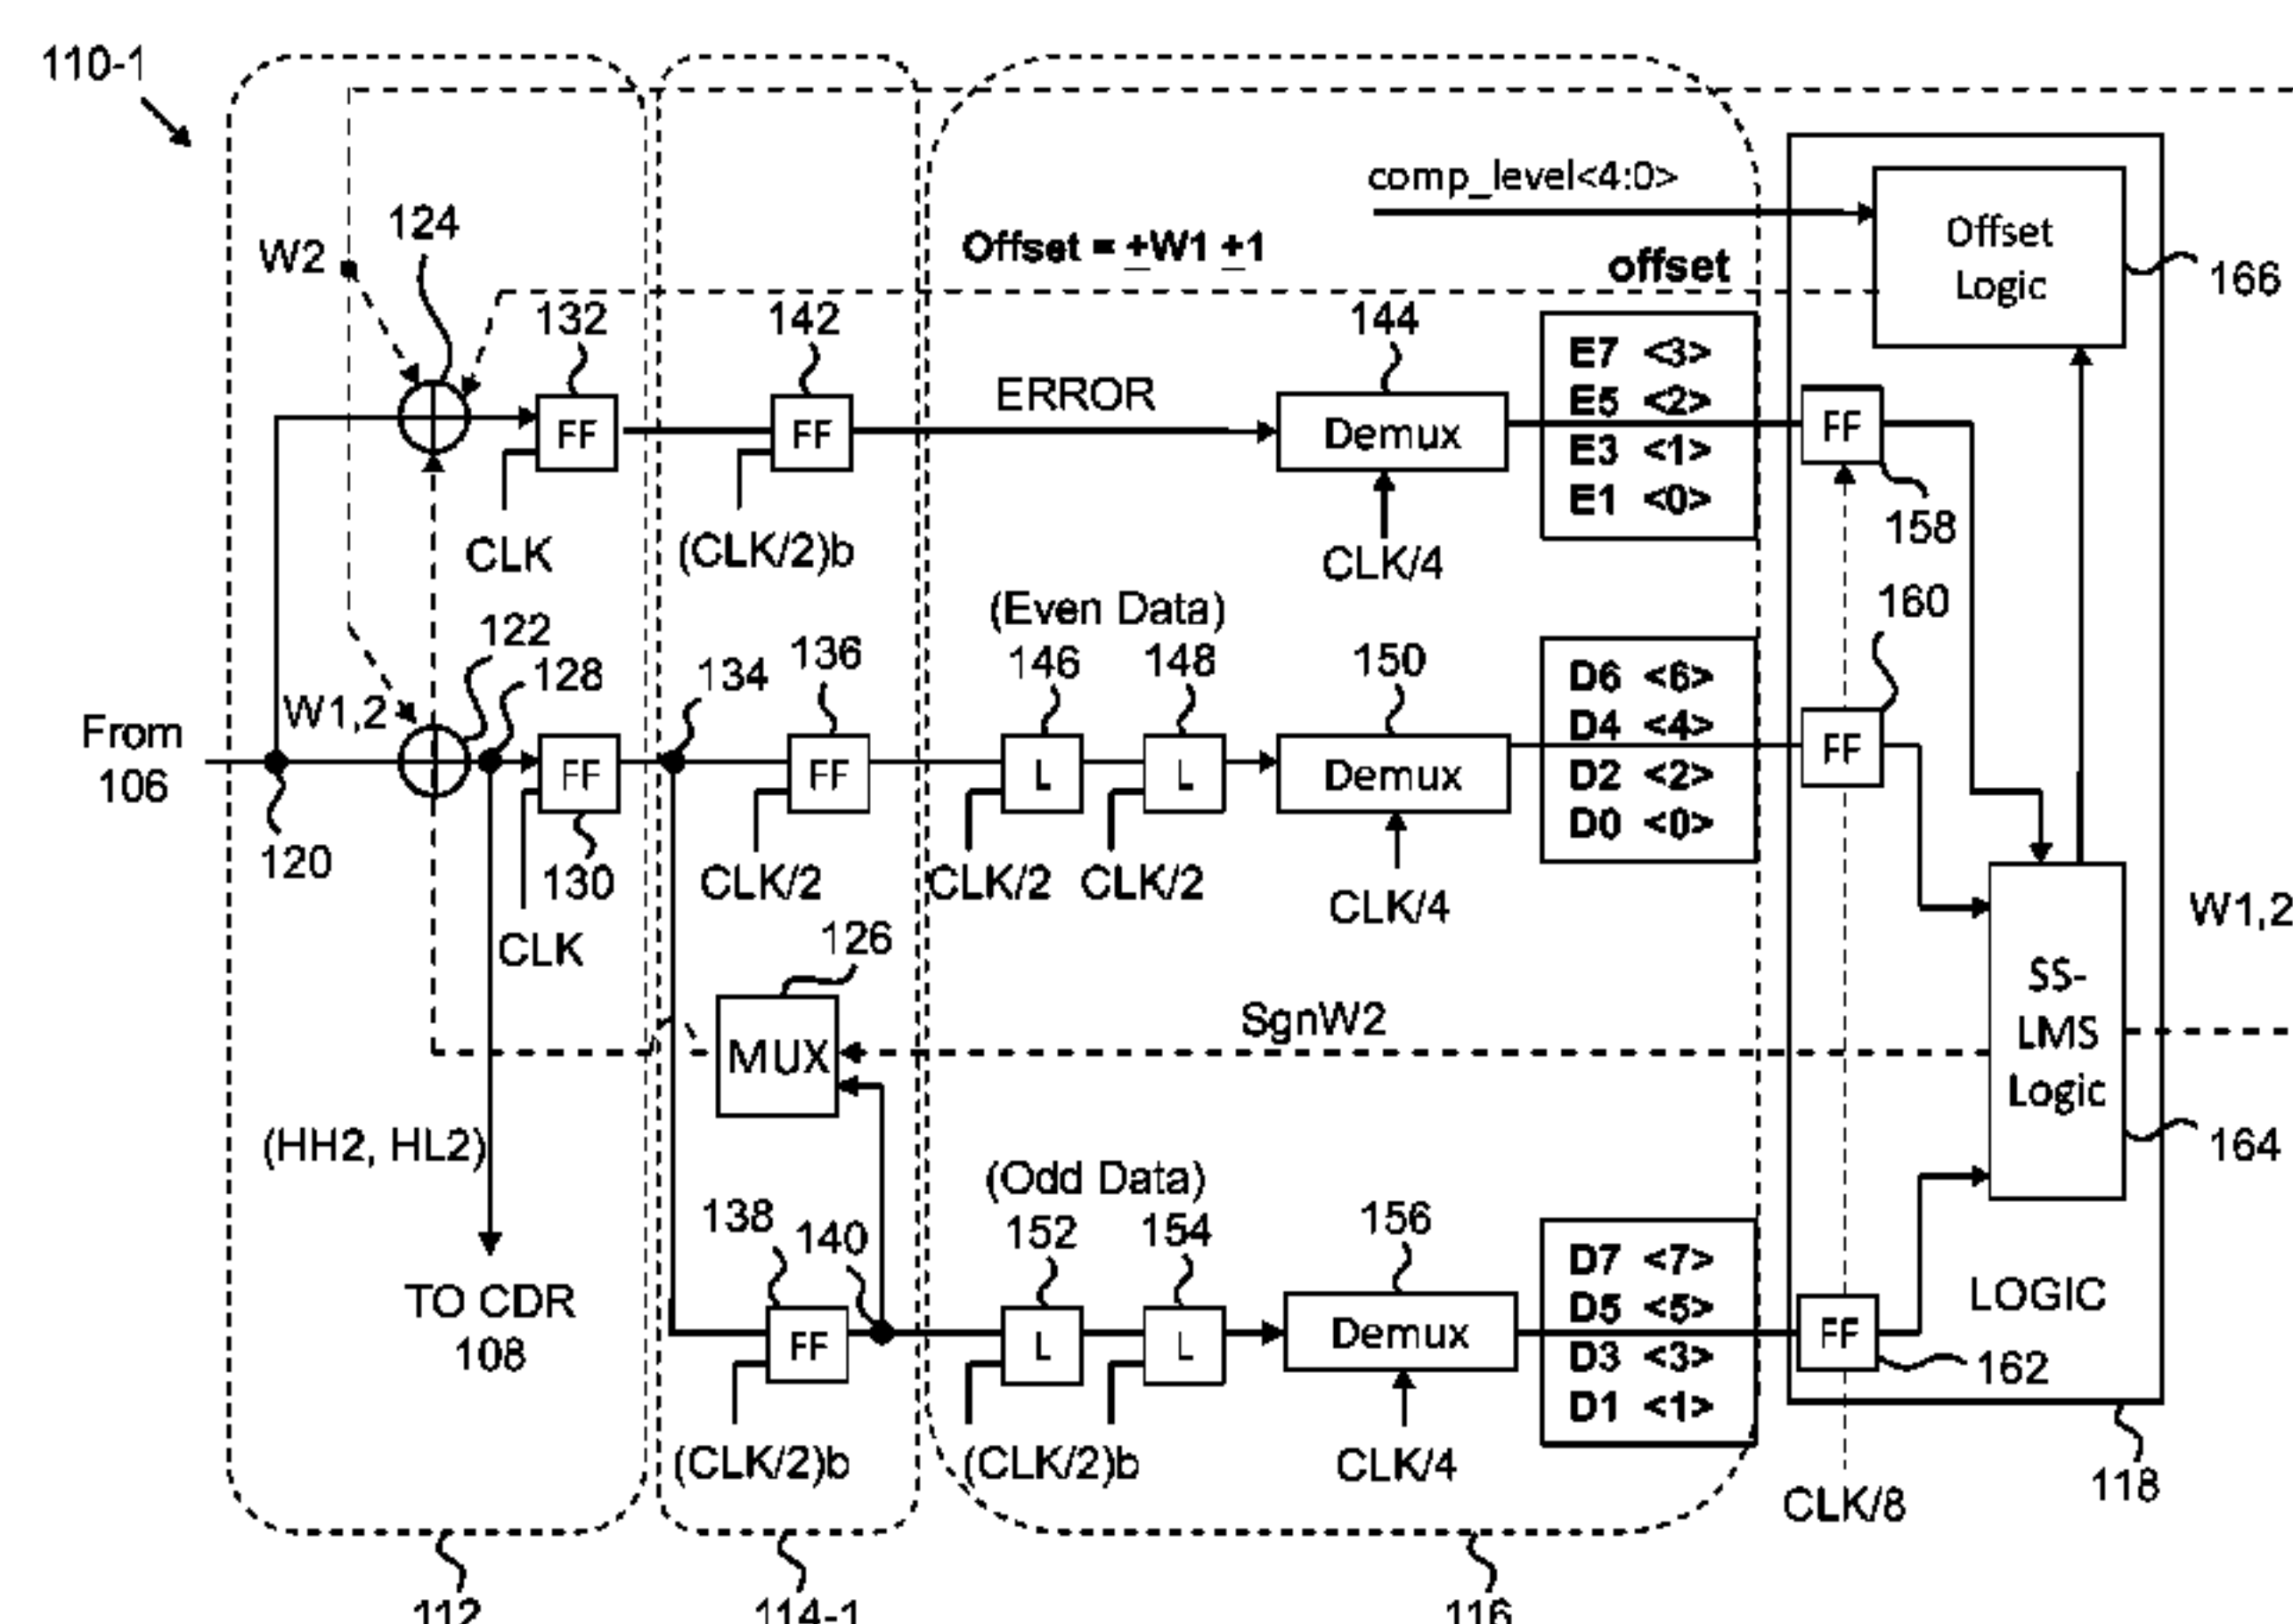 110-1
comp_level<4:0>
Offset Logic
166
W2
124
Offset = +W1 +1
offset
132
142
144
E7 <3>
E5 <2>
E3 <1>
E1 <0>
FF
FF
ERROR
Demux
FF
158
CLK
(CLK/2)b
CLK/4
160
(Even Data)
122
128
134
136
146
148
150
D6 <6>
D4 <4>
D2 <2>
D0 <0>
From 106
W1,2
FF
FF
L
L
Demux
FF
120
130
CLK/2
CLK/2
CLK/2
CLK/4
W1,2
CLK
126
SS-LMS Logic
MUX
SgnW2
164
(HH2, HL2)
(Odd Data)
138
140
152
154
156
D7 <7>
D5 <5>
D3 <3>
D1 <1>
LOGIC
TO CDR 108
FF
L
L
Demux
FF
162
(CLK/2)b
(CLK/2)b
CLK/4
CLK/8
118
112
114-1
116